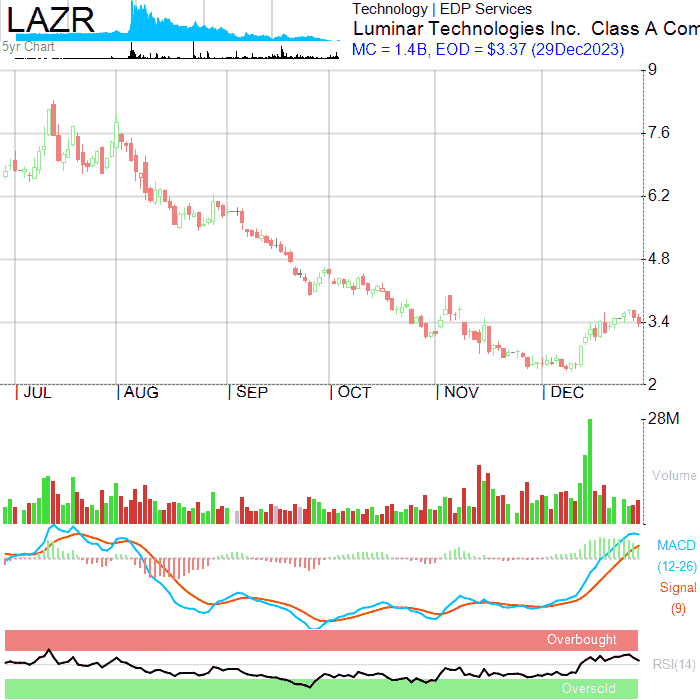 LAZR
Technology | EDP Services
Luminar Technologies Inc.  Class A Com
MC = 1.4B, EOD = $3.37 (29Dec2023)
5yr Chart
9
7.6
6.2
4.8
3.4
2
JUL AUG SEP OCT NOV DEC
28M
Volume
MACD
(12-26)
Signal
(9)
Overbought
RSI(14)
Oversold